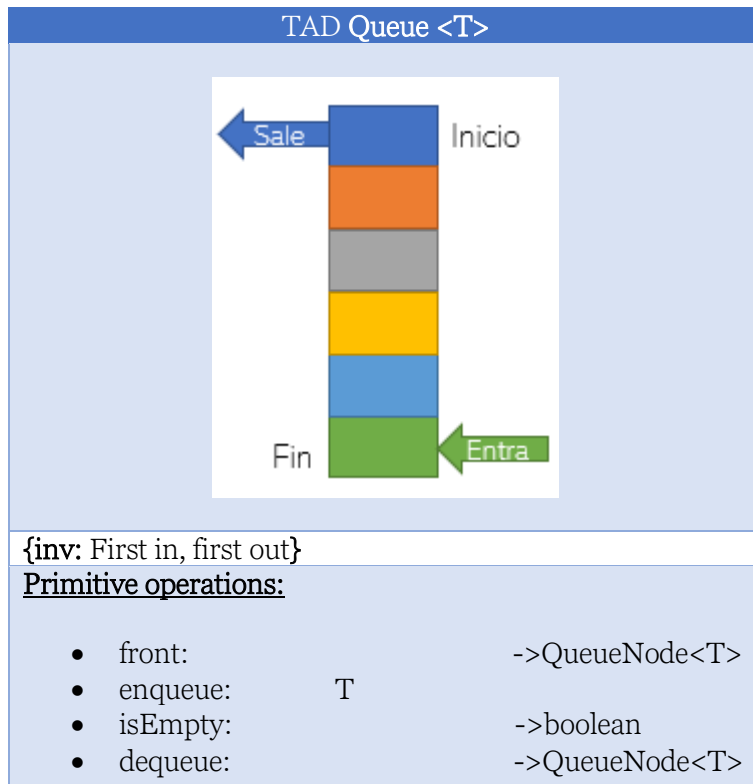 TAD Queue <T>
Sale
Inicio
Fin
Entra
{inv: First in, first out}
Primitive operations:
• front: ->QueueNode<T>
• enqueue: T
• isEmpty: ->boolean
• dequeue: ->QueueNode<T>